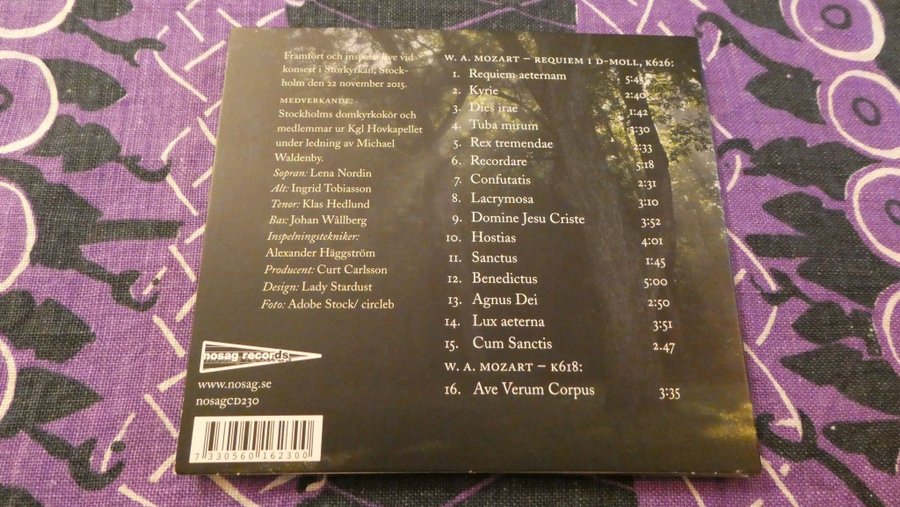 Framfört och inspelat live vid
konsert i Storkyrkan, Stock-
holm den 22 november 2015.
MEDVERKANDE:
Stockholms domkyrkokör och
medlemmar ur Kgl Hovkapellet
under ledning av Michael
Waldenby.
Sopran: Lena Nordin
Alt: Ingrid Tobiasson
Tenor: Klas Hedlund
Bas: Johan Wållberg
Inspelningstekniker:
Alexander Häggström
Producent: Curt Carlsson
Design: Lady Stardust
Foto: Adobe Stock/ circleb
nosag records
www.nosag.se
nosagCD230
7 330560 162300
W. A. MOZART – REQUIEM I D-MOLL, K626:
1. Requiem aeternam 5:45
2. Kyrie 2:40
3. Dies irae 1:42
4. Tuba mirum 3:30
5. Rex tremendae 2:33
6. Recordare 5:18
7. Confutatis 2:31
8. Lacrymosa 3:10
9. Domine Jesu Criste 3:52
10. Hostias 4:01
11. Sanctus 1:45
12. Benedictus 5:00
13. Agnus Dei 2:50
14. Lux aeterna 3:51
15. Cum Sanctis 2.47
W. A. MOZART – K618:
16. Ave Verum Corpus 3:35